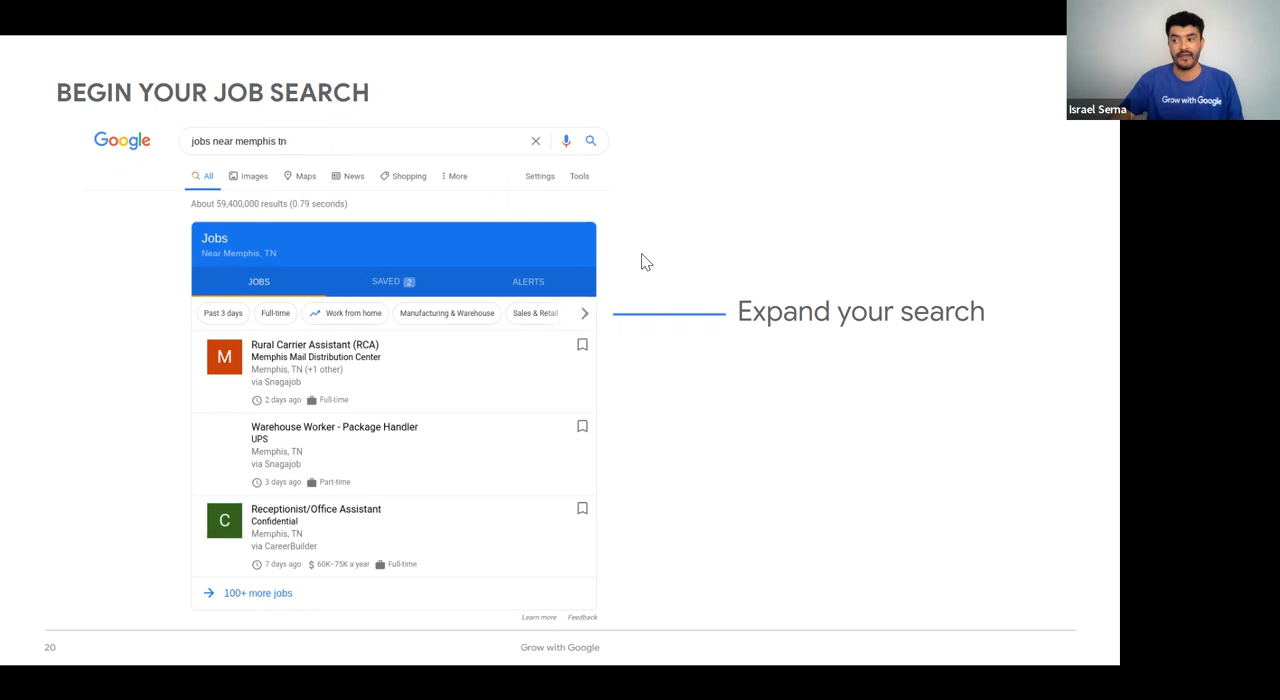 BEGIN YOUR JOB SEARCH
Google
jobs near memphis tn
All Images Maps News Shopping More Settings Tools
About 59,400,000 results (0.79 seconds)
Jobs
Near Memphis, TN
JOBS SAVED 2 ALERTS
Past 3 days Full-time Work from home Manufacturing & Warehouse Sales & Retail
Expand your search
M
Rural Carrier Assistant (RCA)
Memphis Mail Distribution Center
Memphis, TN (+1 other)
via Snagajob
2 days ago Full-time
Warehouse Worker - Package Handler
UPS
Memphis, TN
via Snagajob
3 days ago Part-time
C
Receptionist/Office Assistant
Confidential
Memphis, TN
via CareerBuilder
7 days ago $ 60K–75K a year Full-time
100+ more jobs
Learn more Feedback
20
Grow with Google
Grow with Google
Israel Serna